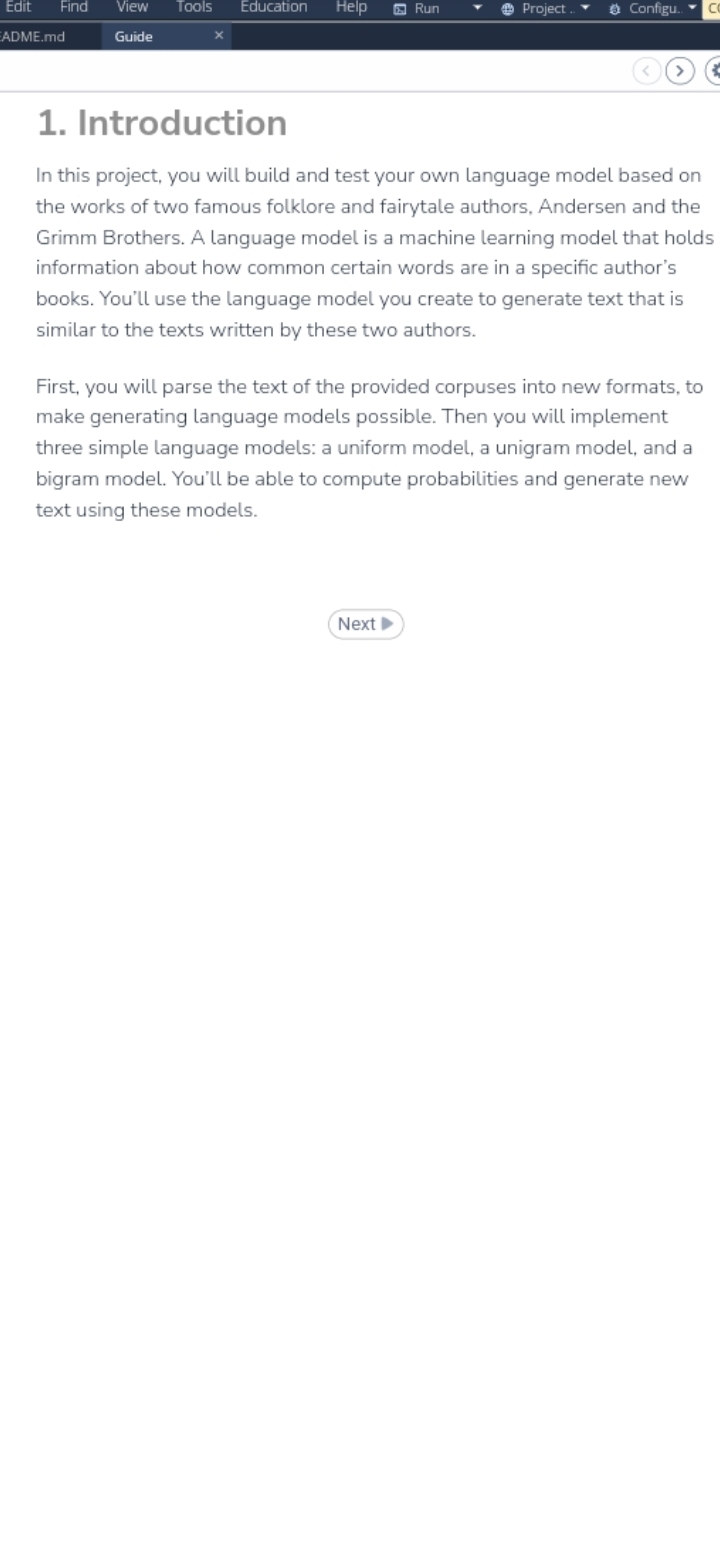 Edit Find View Tools Education Help Run Project .. Configu..
EADME.md Guide ×
1. Introduction
In this project, you will build and test your own language model based on
the works of two famous folklore and fairytale authors, Andersen and the
Grimm Brothers. A language model is a machine learning model that holds
information about how common certain words are in a specific author’s
books. You’ll use the language model you create to generate text that is
similar to the texts written by these two authors.
First, you will parse the text of the provided corpuses into new formats, to
make generating language models possible. Then you will implement
three simple language models: a uniform model, a unigram model, and a
bigram model. You’ll be able to compute probabilities and generate new
text using these models.
Next